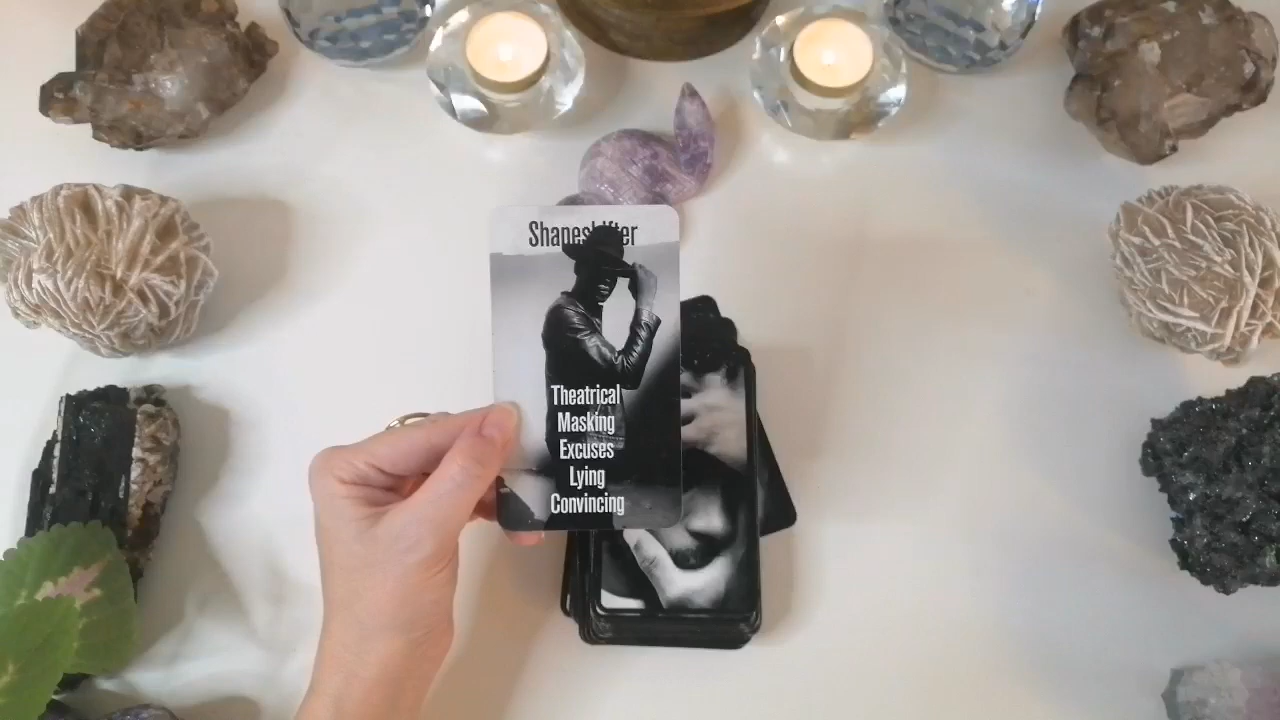 Shapeshifter
Theatrical
Masking
Excuses
Lying
Convincing